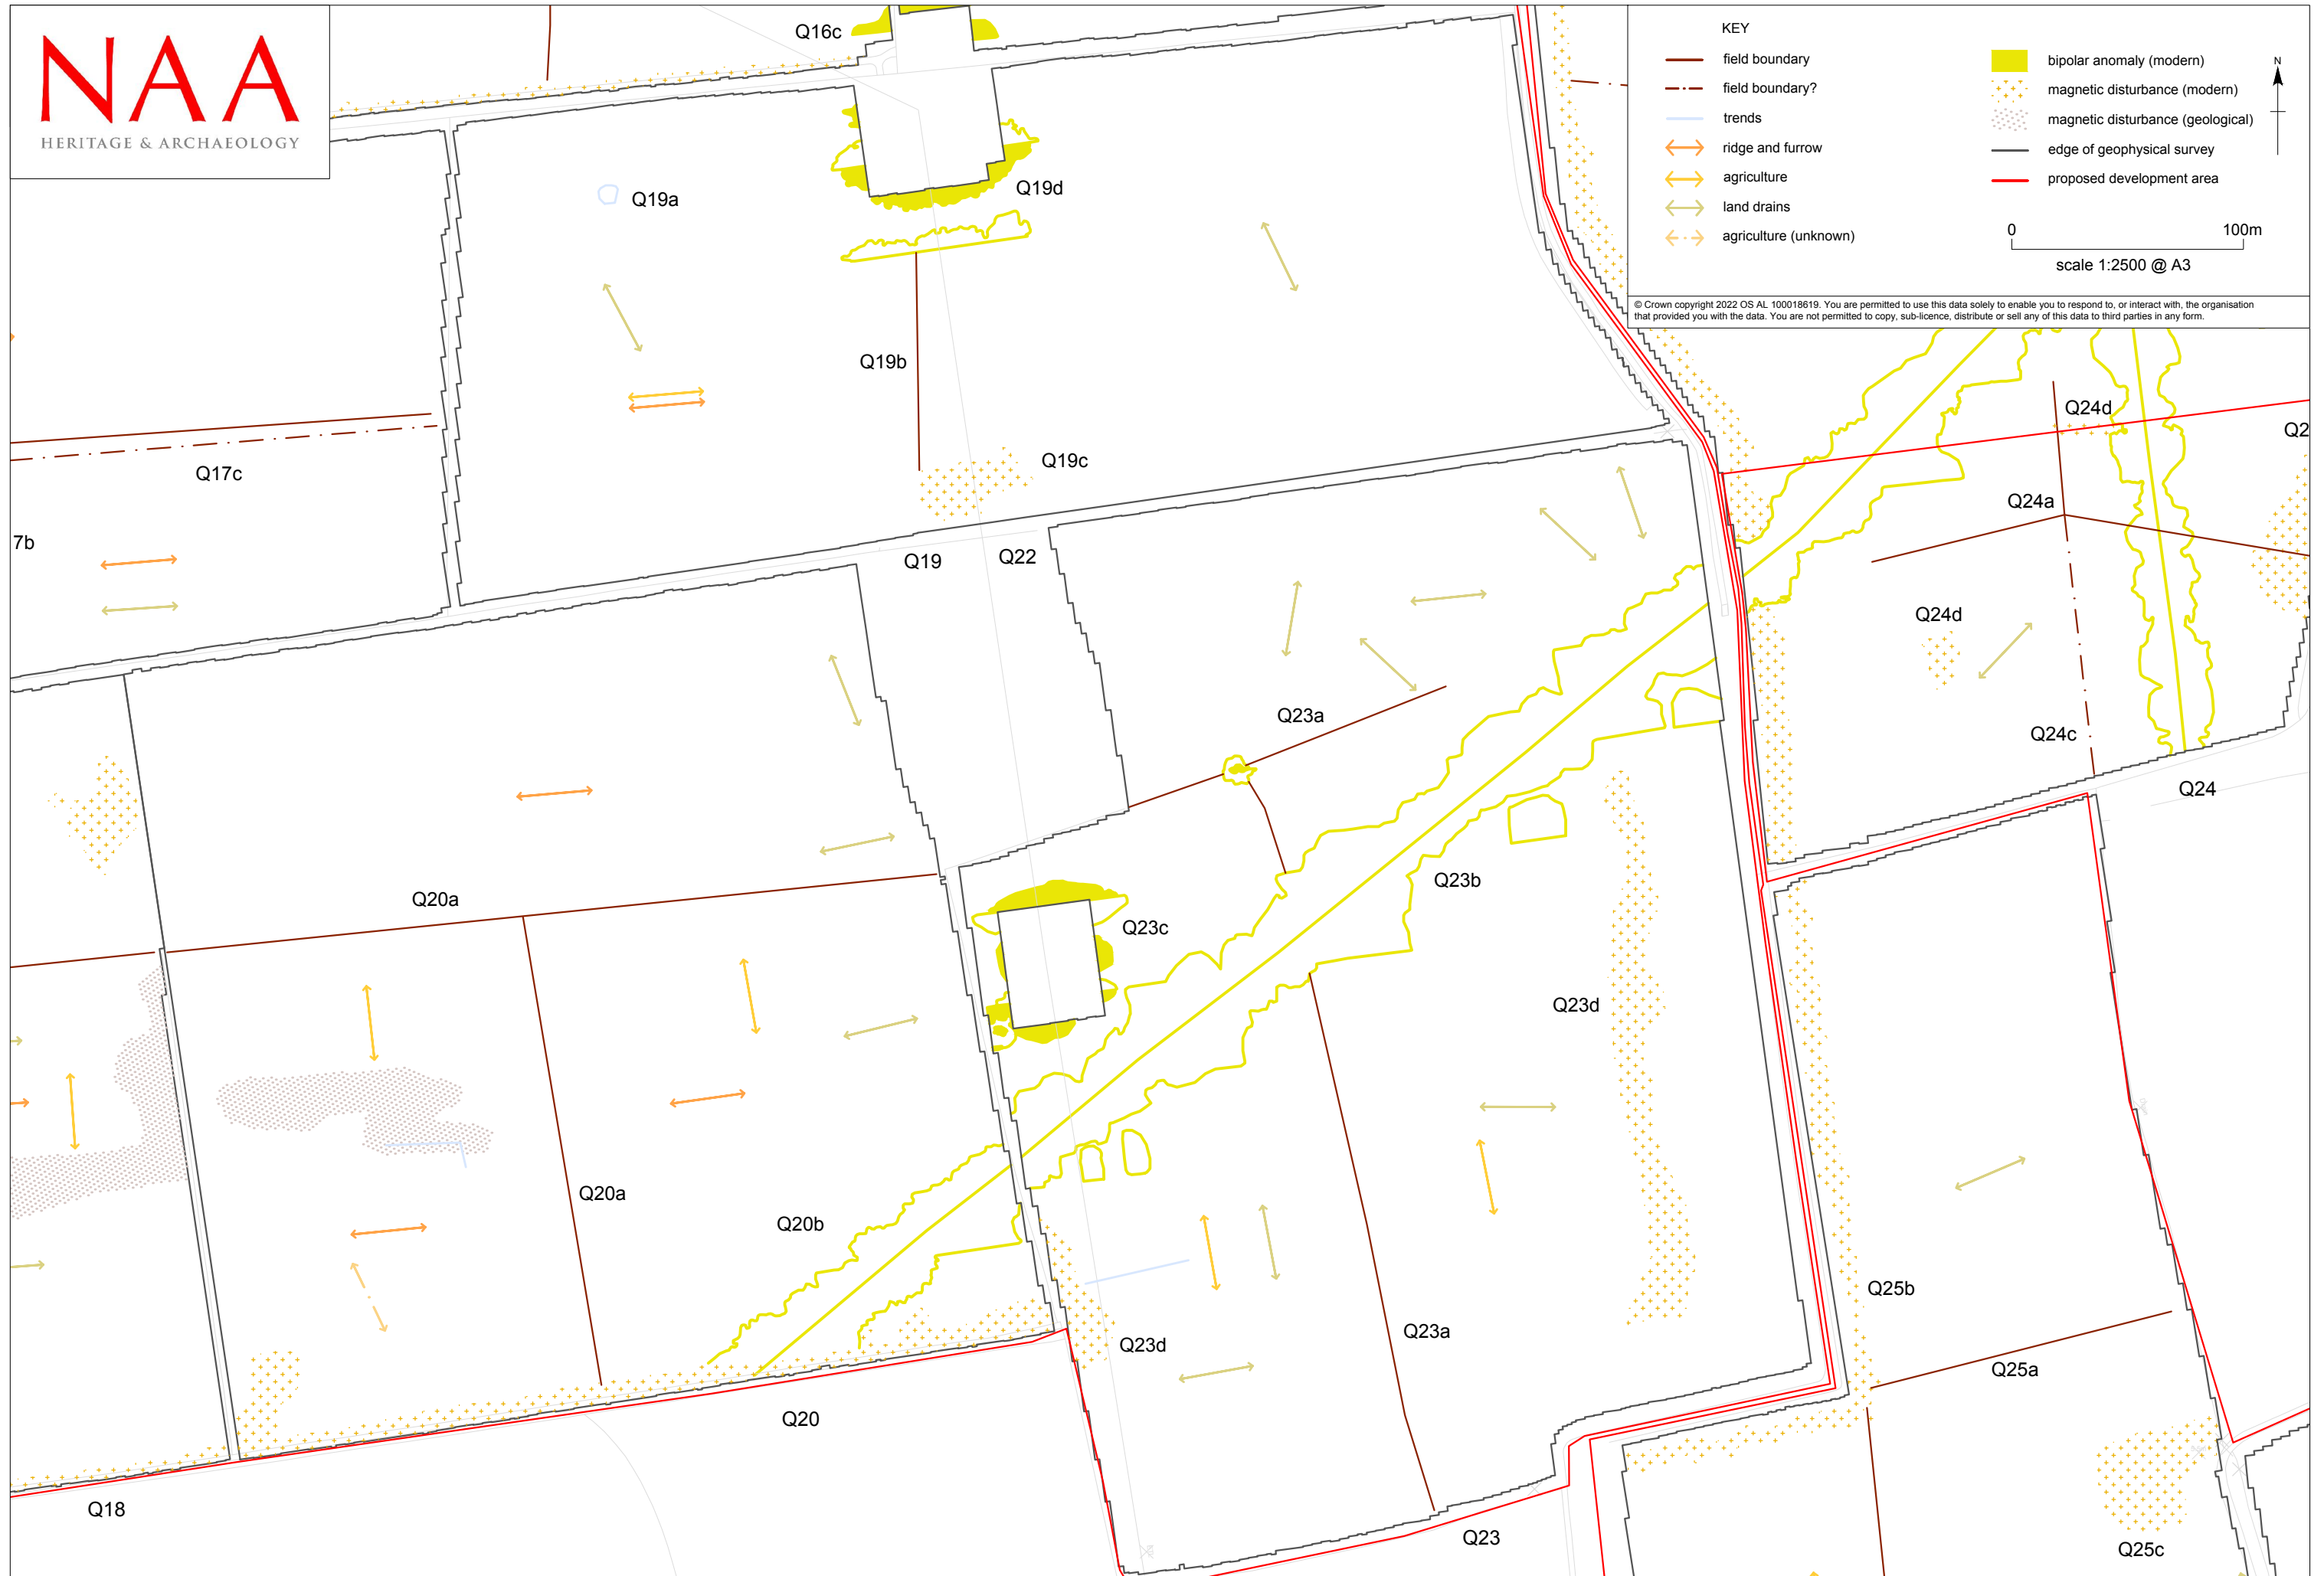 NAA
HERITAGE & ARCHAEOLOGY
KEY
field boundary
field boundary?
trends
ridge and furrow
agriculture
land drains
agriculture (unknown)
bipolar anomaly (modern)
magnetic disturbance (modern)
magnetic disturbance (geological)
edge of geophysical survey
proposed development area
N
0 100m
scale 1:2500 @ A3
© Crown copyright 2022 OS AL 100018619. You are permitted to use this data solely to enable you to respond to, or interact with, the organisation
that provided you with the data. You are not permitted to copy, sub-licence, distribute or sell any of this data to third parties in any form.
Q16c
Q19a
Q19d
Q19b
Q24d
Q2
Q19c
Q17c
Q24a
7b
Q19
Q22
Q24d
Q23a
Q24c
Q24
Q23b
Q20a
Q23c
Q23d
Q20a
Q20b
Q25b
Q23a
Q23d
Q25a
Q20
Q18
Q23
Q25c